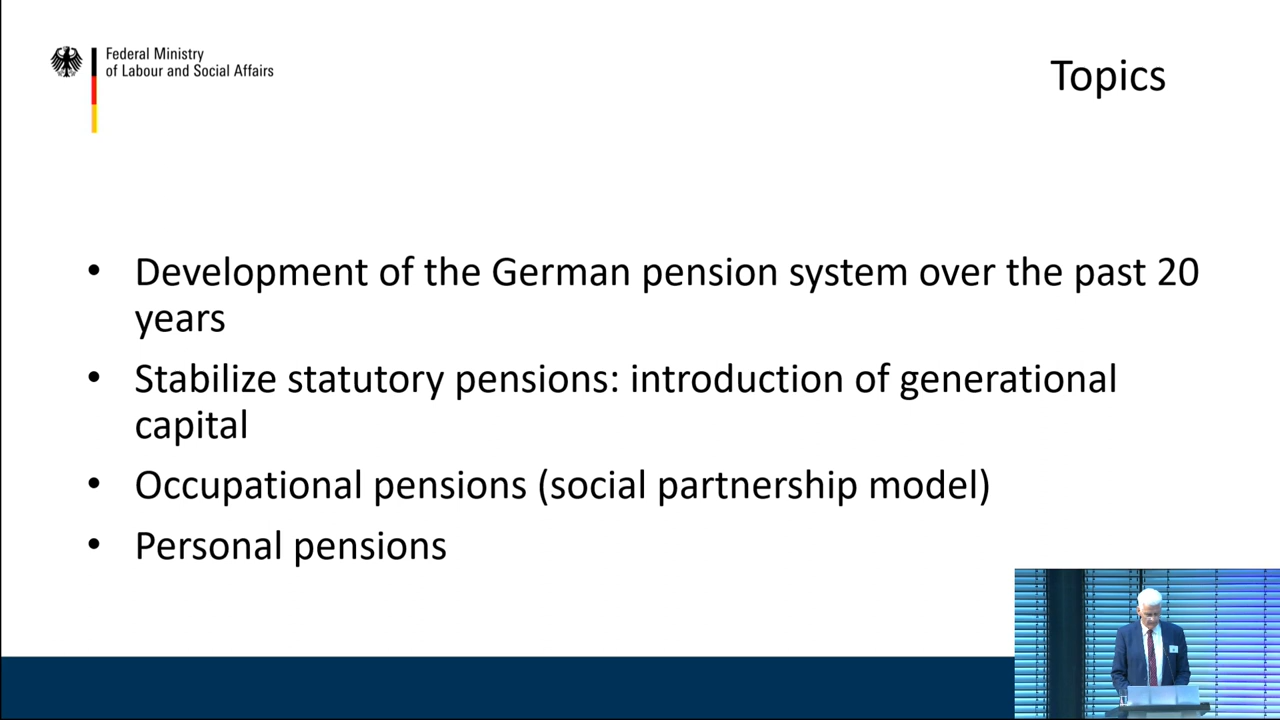 Federal Ministry
of Labour and Social Affairs
Topics
• Development of the German pension system over the past 20
years
• Stabilize statutory pensions: introduction of generational
capital
• Occupational pensions (social partnership model)
• Personal pensions